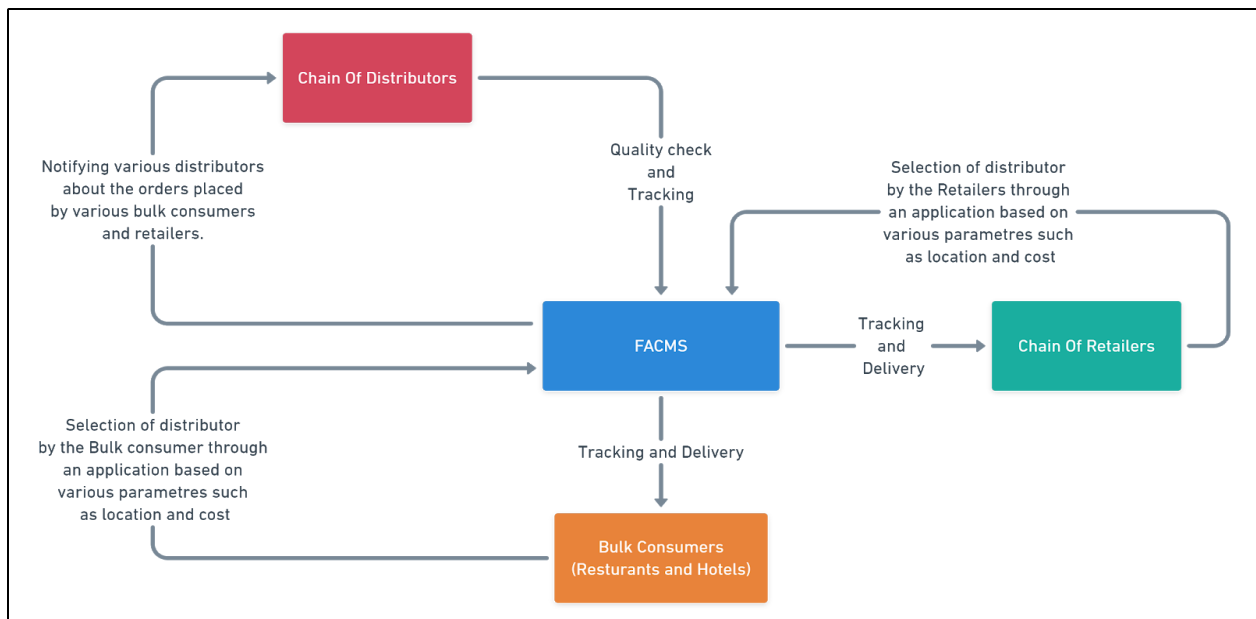 Chain Of Distributors
Notifying various distributors
about the orders placed
by various bulk consumers
and retailers.
Quality check
and
Tracking
Selection of distributor
by the Retailers through
an application based on
various parametres such
as location and cost
FACMS
Tracking
and
Delivery
Chain Of Retailers
Selection of distributor
by the Bulk consumer through
an application based on
various parametres such
as location and cost
Tracking and Delivery
Bulk Consumers
(Resturants and Hotels)